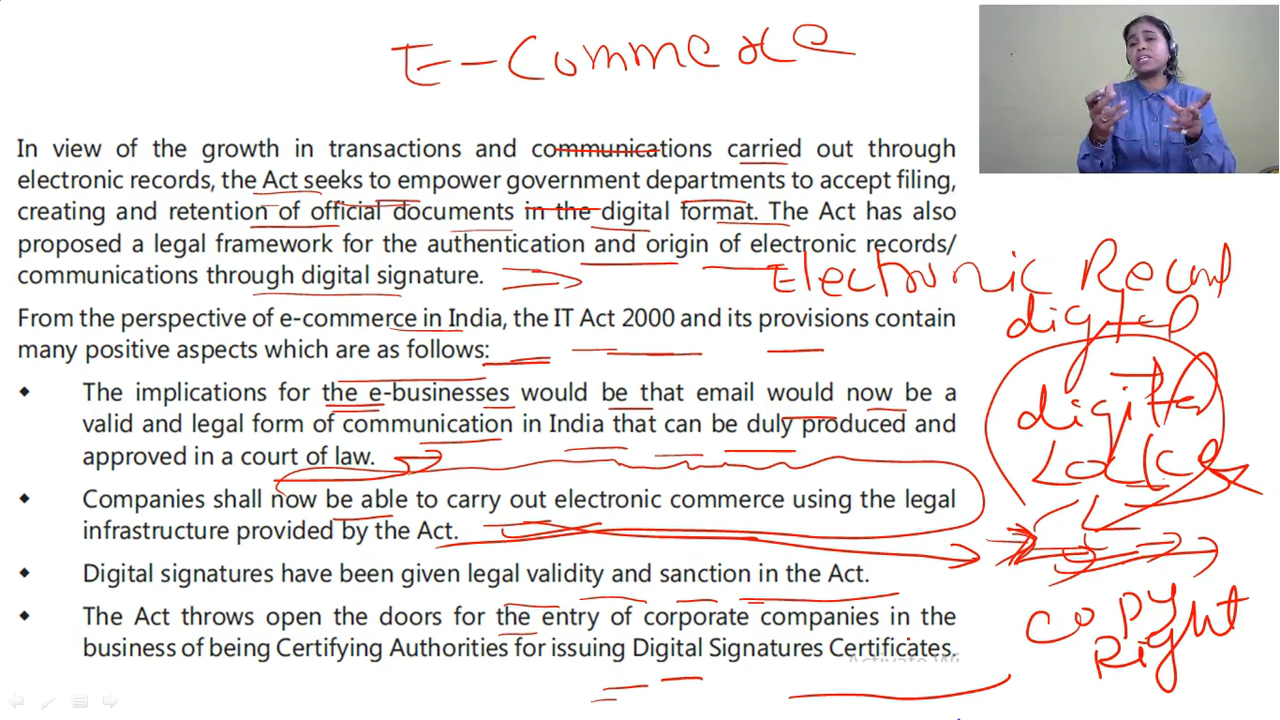 E-Commerce
In view of the growth in transactions and communications carried out through
electronic records, the Act seeks to empower government departments to accept filing,
creating and retention of official documents in the digital format. The Act has also
proposed a legal framework for the authentication and origin of electronic records/
communications through digital signature.
Electronic Record
digital
From the perspective of e-commerce in India, the IT Act 2000 and its provisions contain
many positive aspects which are as follows:
◆ The implications for the e-businesses would be that email would now be a
valid and legal form of communication in India that can be duly produced and
approved in a court of law.
digital
Locker
◆ Companies shall now be able to carry out electronic commerce using the legal
infrastructure provided by the Act.
◆ Digital signatures have been given legal validity and sanction in the Act.
◆ The Act throws open the doors for the entry of corporate companies in the
business of being Certifying Authorities for issuing Digital Signatures Certificates.
COPY
Right